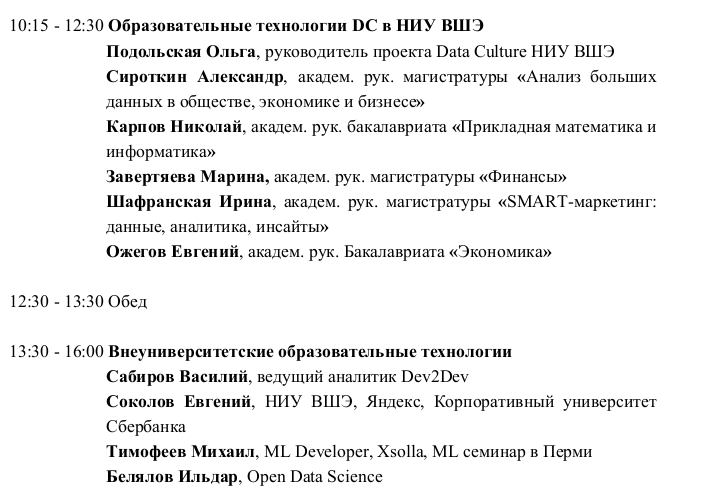 10:15 - 12:30 Образовательные технологии DC в НИУ ВШЭ
Подольская Ольга, руководитель проекта Data Culture НИУ ВШЭ
Сироткин Александр, академ. рук. магистратуры «Анализ больших
данных в обществе, экономике и бизнесе»
Карпов Николай, академ. рук. бакалавриата «Прикладная математика и
информатика»
Завертяева Марина, академ. рук. магистратуры «Финансы»
Шафранская Ирина, академ. рук. магистратуры «SMART-маркетинг:
данные, аналитика, инсайты»
Ожегов Евгений, академ. рук. Бакалавриата «Экономика»
12:30 - 13:30 Обед
13:30 - 16:00 Внеуниверситетские образовательные технологии
Сабиров Василий, ведущий аналитик Dev2Dev
Соколов Евгений, НИУ ВШЭ, Яндекс, Корпоративный университет
Сбербанка
Тимофеев Михаил, ML Developer, Xsolla, ML семинар в Перми
Белялов Ильдар, Open Data Science